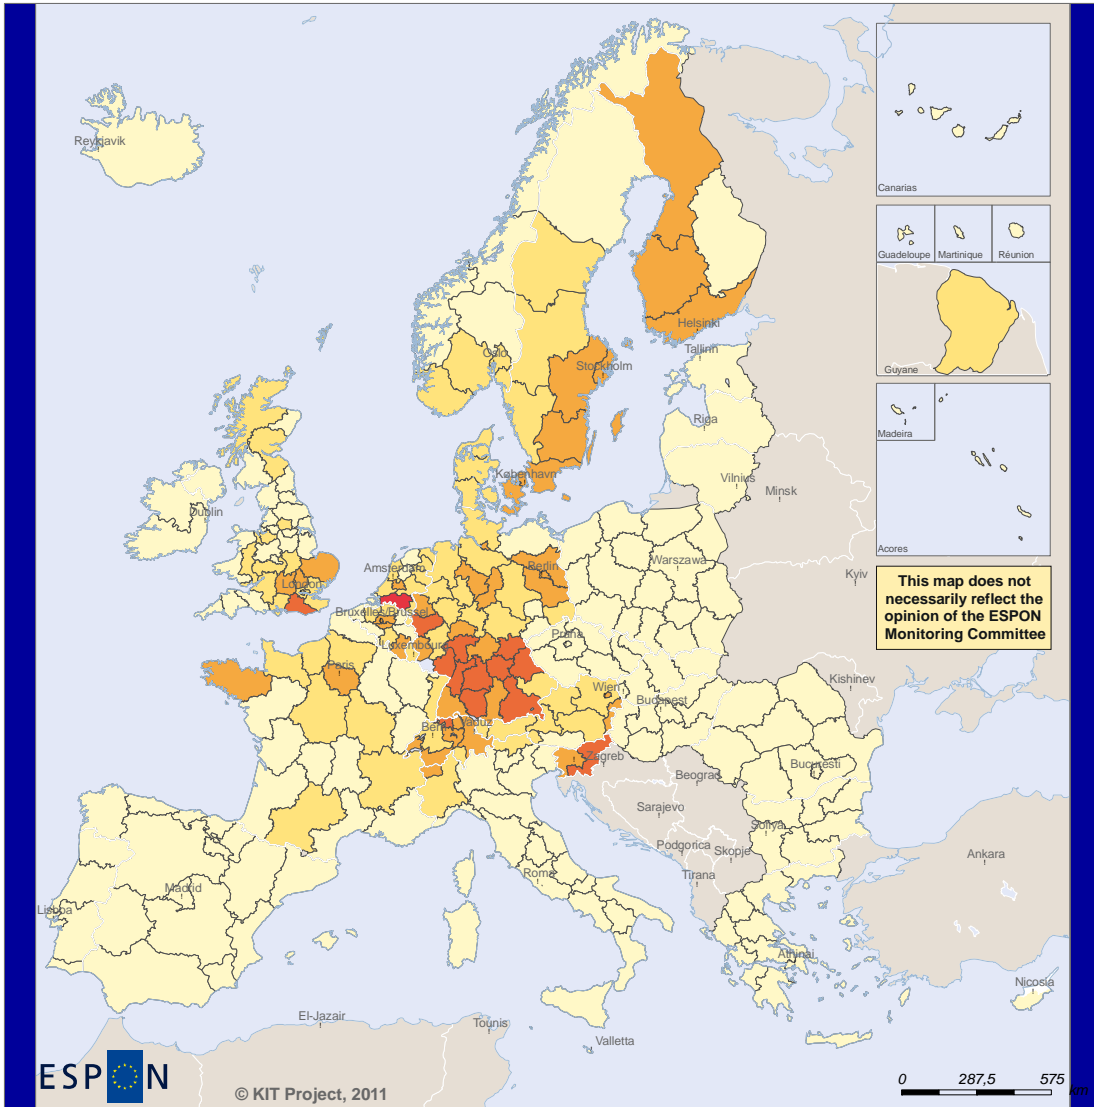 Reykjavik
Canarias
Guadeloupe
Martinique
Réunion
Guyane
Madeira
Acores
This map does not
necessarily reflect the
opinion of the ESPON
Monitoring Committee
Oslo
Stockholm
Helsinki
Tallinn
Riga
Vilnius
Minsk
København
Dublin
London
Amsterdam
Berlin
Warszawa
Kyiv
Bruxelles/Brüssel
Luxembourg
Praha
Paris
Kishinev
Wien
Budapest
Bern
Vaduz
Zagreb
Beograd
Bucuresti
Sarajevo
Sofiya
Podgorica
Skopje
Tirana
Ankara
Roma
Madrid
Lisboa
Athinai
Nicosia
El-Jazair
Tounis
Valletta
ESPON
© KIT Project, 2011
0 287,5 575
km